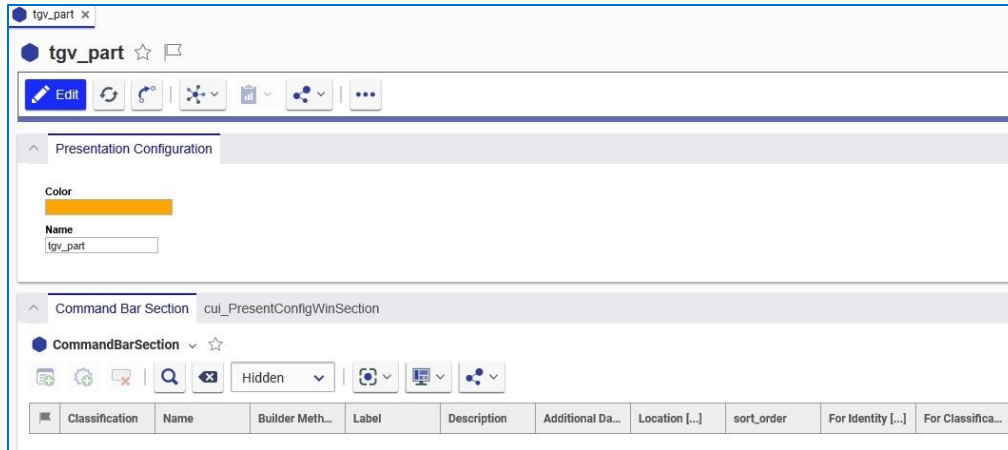 tgv_part ×
tgv_part
Edit
Presentation Configuration
Color
Name
tgv_part
Command Bar Section cui_PresentConfigWinSection
CommandBarSection
Hidden
Classification Name Builder Meth... Label Description Additional Da... Location [...] sort_order For Identity [...] For Classifica...